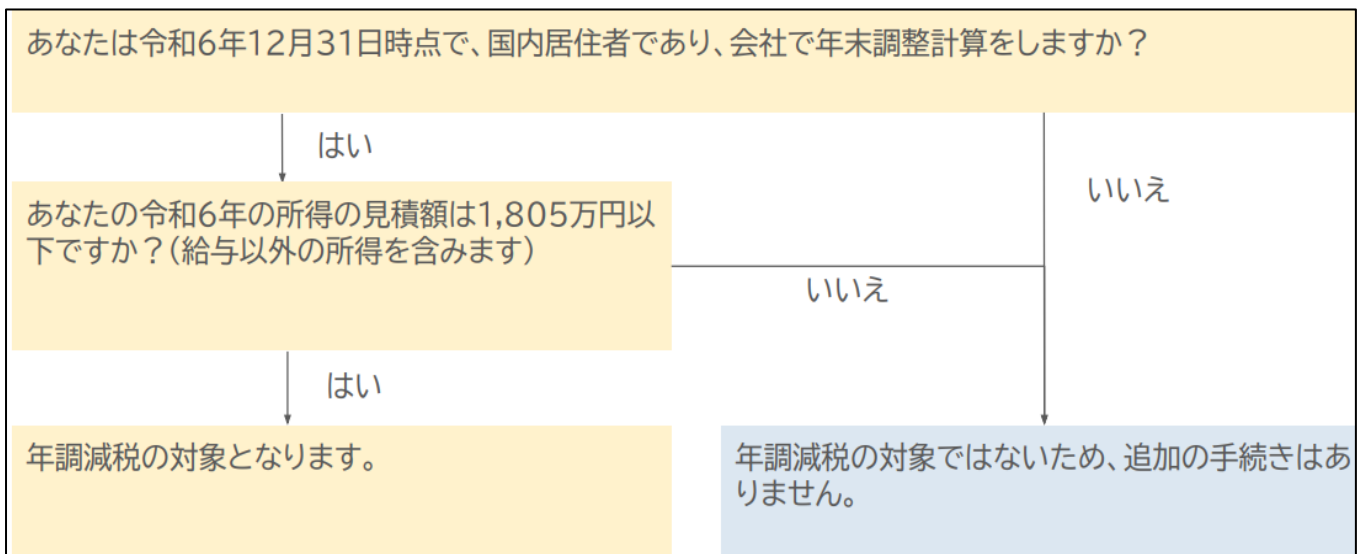 あなたは令和6年12月31日時点で、国内居住者であり、会社で年末調整計算をしますか？
はい
いいえ
あなたの令和6年の所得の見積額は1,805万円以
下ですか？（給与以外の所得を含みます）
いいえ
はい
年調減税の対象となります。
年調減税の対象ではないため、追加の手続きはあ
りません。